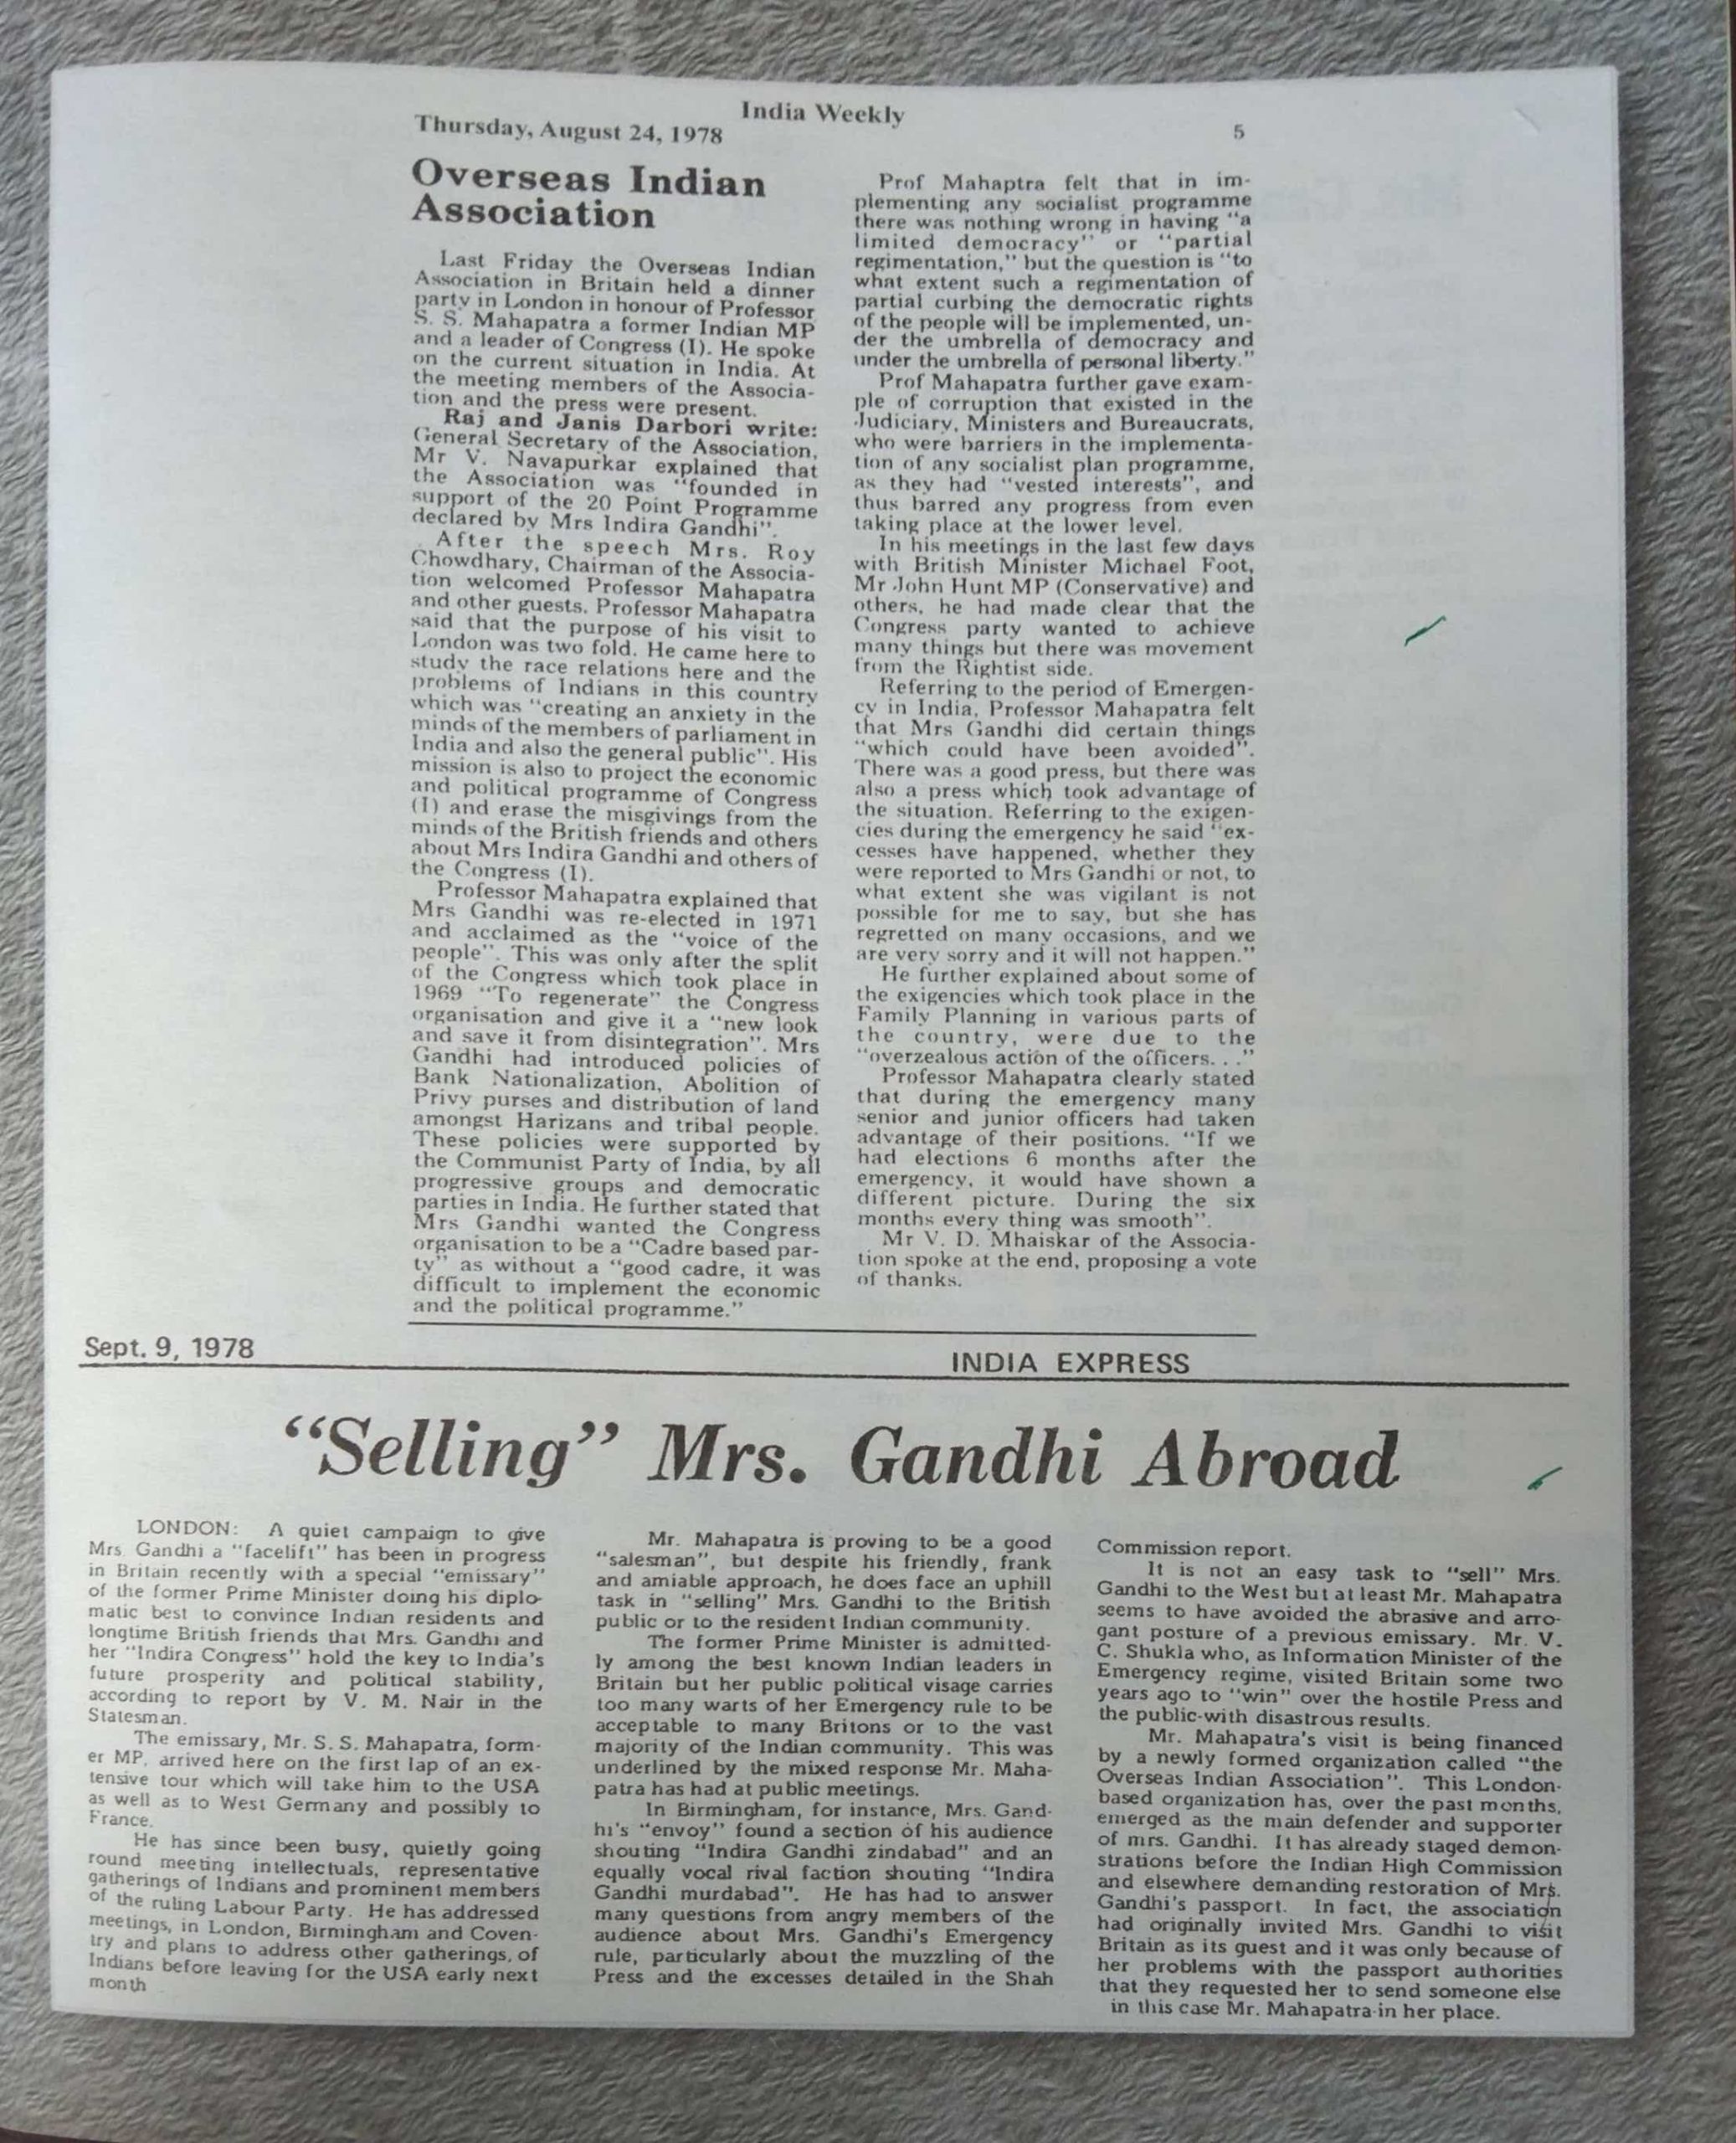 India Weekly
Thursday, August 24, 1978
5
Overseas Indian
Association
Last Friday the Overseas Indian
Association in Britain held a dinner
party in London in honour of Professor
S. S. Mahapatra a former Indian MP
and a leader of Congress (I). He spoke
on the current situation in India. At
the meeting members of the Associa-
tion and the press were present.
Raj and Janis Darbori write:
General Secretary of the Association,
Mr V. Navapurkar explained that
the Association was "founded in
support of the 20 Point Programme
declared by Mrs Indira Gandhi".
After the speech Mrs. Roy
Chowdhary, Chairman of the Associa-
tion welcomed Professor Mahapatra
and other guests. Professor Mahapatra
said that the purpose of his visit to
London was two fold. He came here to
study the race relations here and the
problems of Indians in this country
which was "creating an anxiety in the
minds of the members of parliament in
India and also the general public". His
mission is also to project the economic
and political programme of Congress
(I) and erase the misgivings from the
minds of the British friends and others
about Mrs Indira Gandhi and others of
the Congress (I).
Professor Mahapatra explained that
Mrs Gandhi was re-elected in 1971
and acclaimed as the "voice of the
people". This was only after the split
of the Congress which took place in
1969 "To regenerate" the Congress
organisation and give it a "new look
and save it from disintegration". Mrs
Gandhi had introduced policies of
Bank Nationalization, Abolition of
Privy purses and distribution of land
amongst Harizans and tribal people.
These policies were supported by
the Communist Party of India, by all
progressive groups and democratic
parties in India. He further stated that
Mrs Gandhi wanted the Congress
organisation to be a "Cadre based par-
ty" as without a "good cadre, it was
difficult to implement the economic
and the political programme."
Prof Mahaptra felt that in im-
plementing any socialist programme
there was nothing wrong in having "a
limited democracy" or "partial
regimentation," but the question is "to
what extent such a regimentation of
partial curbing the democratic rights
of the people will be implemented, un-
der the umbrella of democracy and
under the umbrella of personal liberty."
Prof Mahapatra further gave exam-
ple of corruption that existed in the
Judiciary, Ministers and Bureaucrats,
who were barriers in the implementa-
tion of any socialist plan programme,
as they had "vested interests", and
thus barred any progress from even
taking place at the lower level.
In his meetings in the last few days
with British Minister Michael Foot,
Mr John Hunt MP (Conservative) and
others, he had made clear that the
Congress party wanted to achieve
many things but there was movement
from the Rightist side.
Referring to the period of Emergen-
cy in India, Professor Mahapatra felt
that Mrs Gandhi did certain things
"which could have been avoided".
There was a good press, but there was
also a press which took advantage of
the situation. Referring to the exigen-
cies during the emergency he said "ex-
cesses have happened, whether they
were reported to Mrs Gandhi or not, to
what extent she was vigilant is not
possible for me to say, but she has
regretted on many occasions, and we
are very sorry and it will not happen."
He further explained about some of
the exigencies which took place in the
Family Planning in various parts of
the country, were due to the
"overzealous action of the officers. . ."
Professor Mahapatra clearly stated
that during the emergency many
senior and junior officers had taken
advantage of their positions. "If we
had elections 6 months after the
emergency, it would have shown a
different picture. During the six
months every thing was smooth".
Mr V. D. Mhaiskar of the Associa-
tion spoke at the end, proposing a vote
of thanks.
Sept. 9, 1978
INDIA EXPRESS
"Selling" Mrs. Gandhi Abroad
LONDON: A quiet campaign to give
Mrs. Gandhi a "facelift" has been in progress
in Britain recently with a special "emissary"
of the former Prime Minister doing his diplo-
matic best to convince Indian residents and
longtime British friends that Mrs. Gandhi and
her "Indira Congress" hold the key to India's
future prosperity and political stability,
according to report by V. M. Nair in the
Statesman.
The emissary, Mr. S. S. Mahapatra, form-
er MP, arrived here on the first lap of an ex-
tensive tour which will take him to the USA
as well as to West Germany and possibly to
France.
He has since been busy, quietly going
round meeting intellectuals, representative
gatherings of Indians and prominent members
of the ruling Labour Party. He has addressed
meetings, in London, Birmingham and Coven-
try and plans to address other gatherings, of
Indians before leaving for the USA early next
month
Mr. Mahapatra is proving to be a good
"salesman", but despite his friendly, frank
and amiable approach, he does face an uphill
task in "selling" Mrs. Gandhi to the British
public or to the resident Indian community.
The former Prime Minister is admitted-
ly among the best known Indian leaders in
Britain but her public political visage carries
too many warts of her Emergency rule to be
acceptable to many Britons or to the vast
majority of the Indian community. This was
underlined by the mixed response Mr. Maha-
patra has had at public meetings.
In Birmingham, for instance, Mrs. Gand-
hi's "envoy" found a section of his audience
shouting "Indira Gandhi zindabad" and an
equally vocal rival faction shouting "Indira
Gandhi murdabad". He has had to answer
many questions from angry members of the
audience about Mrs. Gandhi's Emergency
rule, particularly about the muzzling of the
Press and the excesses detailed in the Shah
Commission report.
It is not an easy task to "sell" Mrs.
Gandhi to the West but at least Mr. Mahapatra
seems to have avoided the abrasive and arro-
gant posture of a previous emissary. Mr. V.
C. Shukla who, as Information Minister of the
Emergency regime, visited Britain some two
years ago to "win" over the hostile Press and
the public-with disastrous results.
Mr. Mahapatra's visit is being financed
by a newly formed organization called "the
Overseas Indian Association". This London-
based organization has, over the past months,
emerged as the main defender and supporter
of mrs. Gandhi. It has already staged demon-
strations before the Indian High Commission
and elsewhere demanding restoration of Mrs.
Gandhi's passport. In fact, the association
had originally invited Mrs. Gandhi to visit
Britain as its guest and it was only because of
her problems with the passport authorities
that they requested her to send someone else
in this case Mr. Mahapatra-in her place.